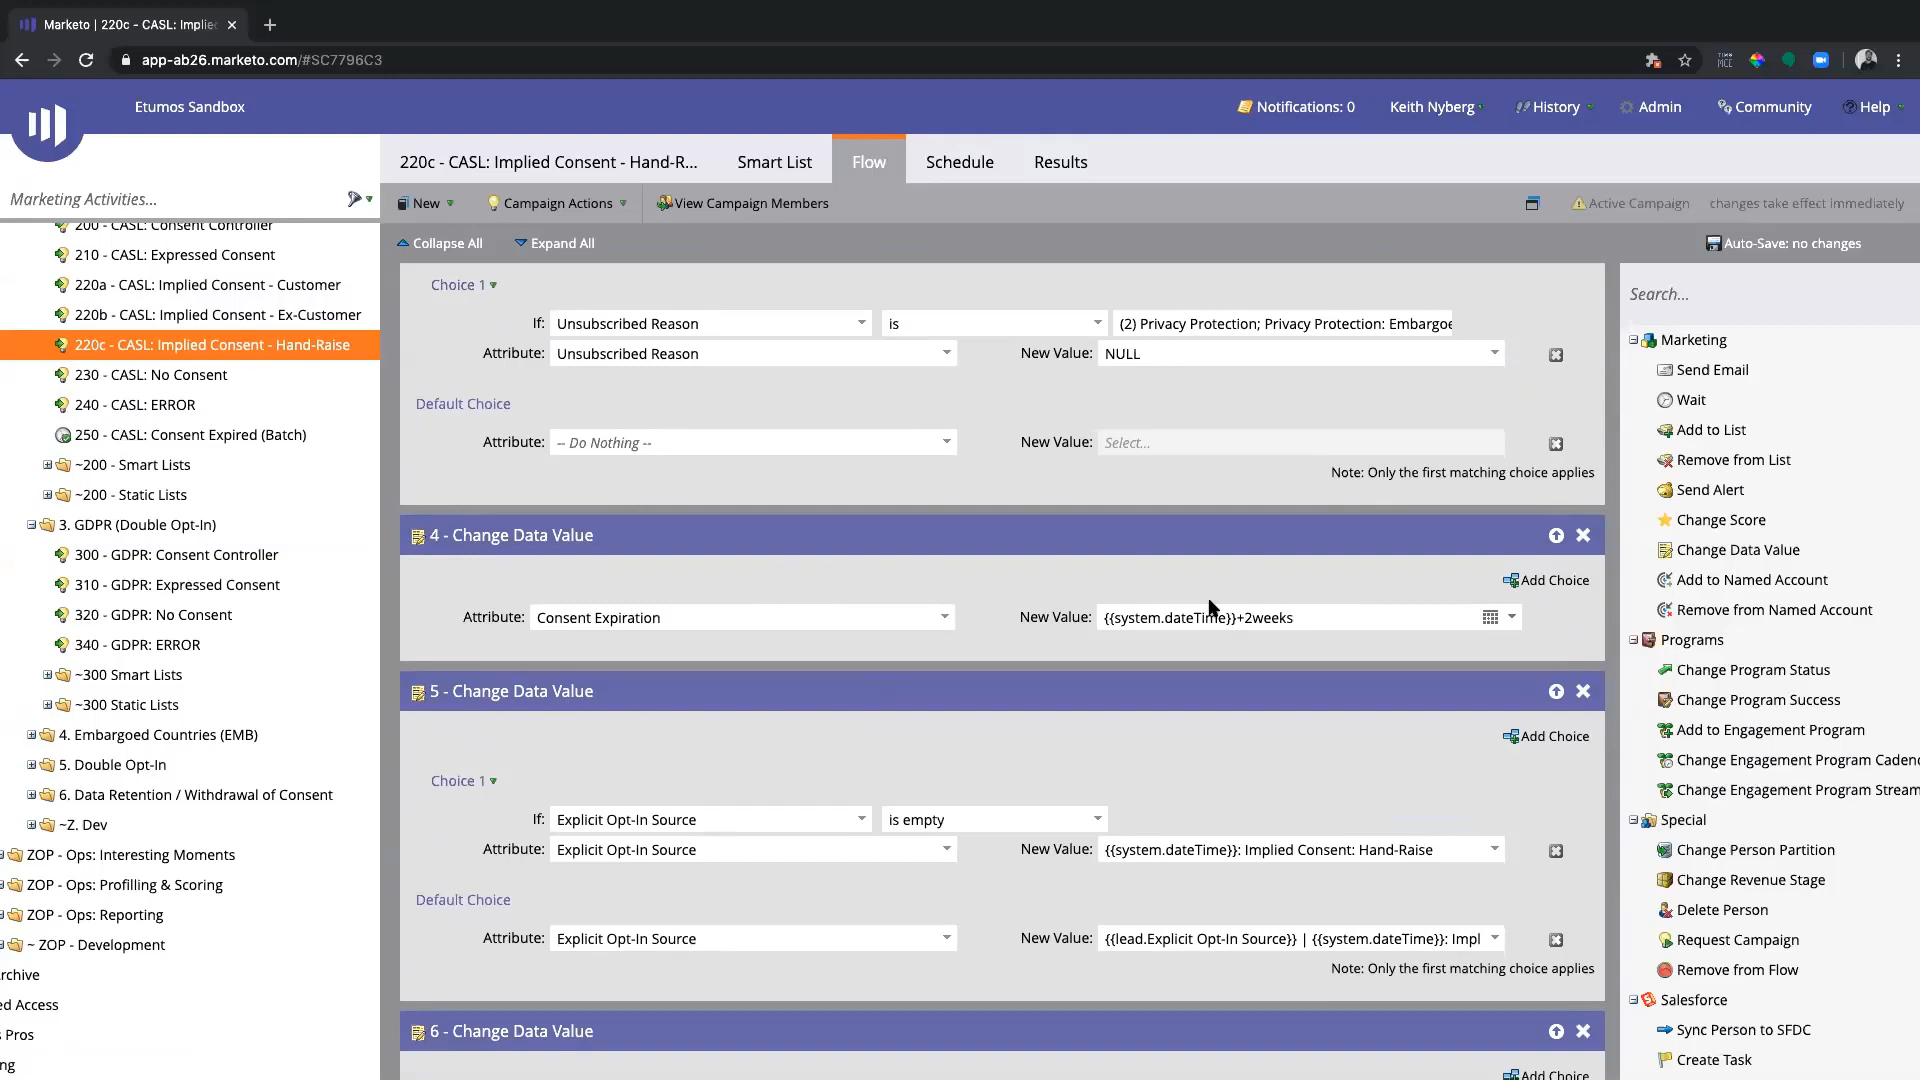 Marketo | 220c - CASL: Implie
app-ab26.marketo.com/#SC7796C3
Etumos Sandbox
Notifications: 0
Keith Nyberg
History
Admin
Community
Help
220c - CASL: Implied Consent - Hand-R...
Smart List
Flow
Schedule
Results
Marketing Activities...
New
Campaign Actions
View Campaign Members
Active Campaign
changes take effect immediately
Collapse All
Expand All
Auto-Save: no changes
200 - CASL: Consent Controller
210 - CASL: Expressed Consent
220a - CASL: Implied Consent - Customer
220b - CASL: Implied Consent - Ex-Customer
220c - CASL: Implied Consent - Hand-Raise
230 - CASL: No Consent
240 - CASL: ERROR
250 - CASL: Consent Expired (Batch)
~200 - Smart Lists
~200 - Static Lists
3. GDPR (Double Opt-In)
300 - GDPR: Consent Controller
310 - GDPR: Expressed Consent
320 - GDPR: No Consent
340 - GDPR: ERROR
~300 Smart Lists
~300 Static Lists
4. Embargoed Countries (EMB)
5. Double Opt-In
6. Data Retention / Withdrawal of Consent
~Z. Dev
ZOP - Ops: Interesting Moments
ZOP - Ops: Profilling & Scoring
ZOP - Ops: Reporting
~ ZOP - Development
rchive
ed Access
s Pros
ng
Choice 1
If: Unsubscribed Reason is (2) Privacy Protection; Privacy Protection: Embargoe
Attribute: Unsubscribed Reason New Value: NULL
Default Choice
Attribute: -- Do Nothing -- New Value: Select...
Note: Only the first matching choice applies
4 - Change Data Value
Add Choice
Attribute: Consent Expiration New Value: {{system.dateTime}}+2weeks
5 - Change Data Value
Add Choice
Choice 1
If: Explicit Opt-In Source is empty
Attribute: Explicit Opt-In Source New Value: {{system.dateTime}}: Implied Consent: Hand-Raise
Default Choice
Attribute: Explicit Opt-In Source New Value: {{lead.Explicit Opt-In Source}} | {{system.dateTime}}: Impl
Note: Only the first matching choice applies
6 - Change Data Value
Add Choice
Search...
Marketing
Send Email
Wait
Add to List
Remove from List
Send Alert
Change Score
Change Data Value
Add to Named Account
Remove from Named Account
Programs
Change Program Status
Change Program Success
Add to Engagement Program
Change Engagement Program Cadenc
Change Engagement Program Stream
Special
Change Person Partition
Change Revenue Stage
Delete Person
Request Campaign
Remove from Flow
Salesforce
Sync Person to SFDC
Create Task